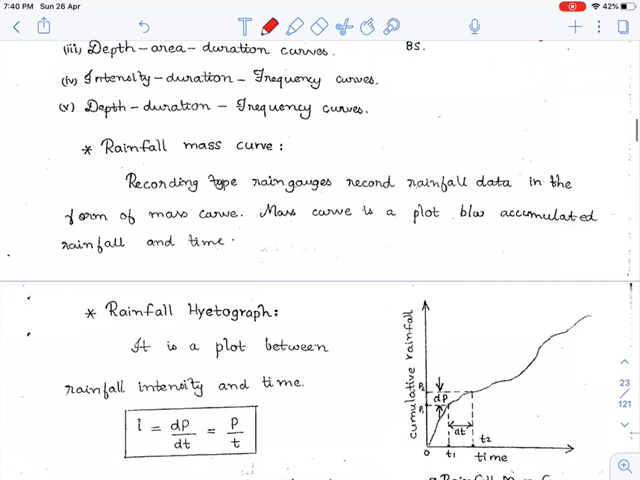 7:40 PM Sun 26 Apr
42%
(iii) Depth-area-duration curves.
BS.
(iv) Intensity-duration-Frequency curves.
(v) Depth-duration-Frequency curves.
* Rainfall mass curve:
Recording type raingauges record rainfall data in the
form of mass curve. Mass curve is a plot b/w accumulated
rainfall and time.
* Rainfall Hyetograph:
It is a plot between
rainfall intensity and time.
i = dP/dt = P/t
cumulative rainfall
P2
dP
P1
dt
0 t1 t2 time
23
121